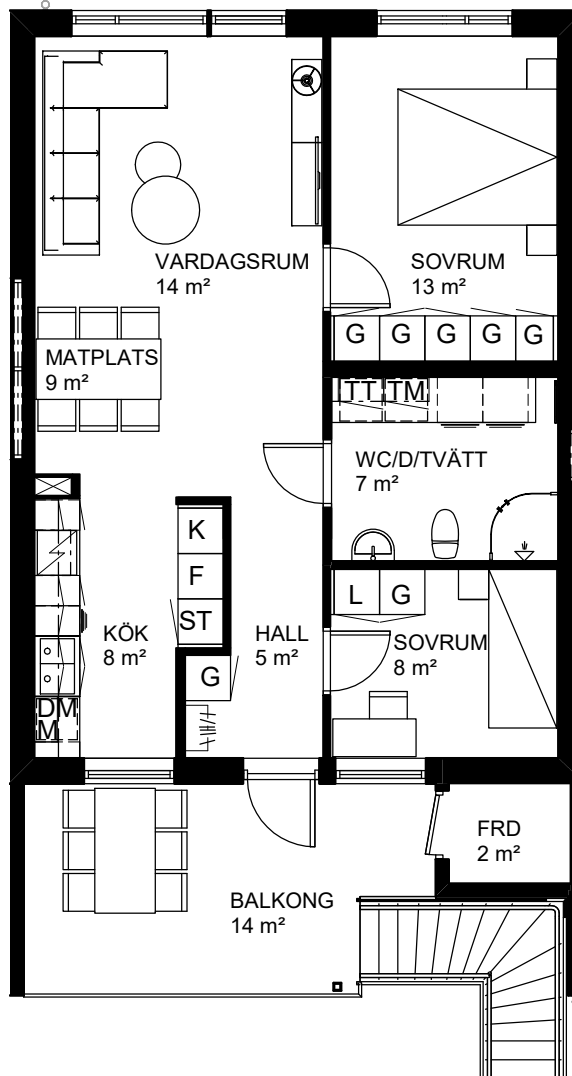 VARDAGSRUM
14 m²
SOVRUM
13 m²
G G G G G
MATPLATS
9 m²
TT TM
WC/D/TVÄTT
7 m²
K
F
ST
KÖK
8 m²
HALL
5 m²
L G
SOVRUM
8 m²
G
DM
M
FRD
2 m²
BALKONG
14 m²